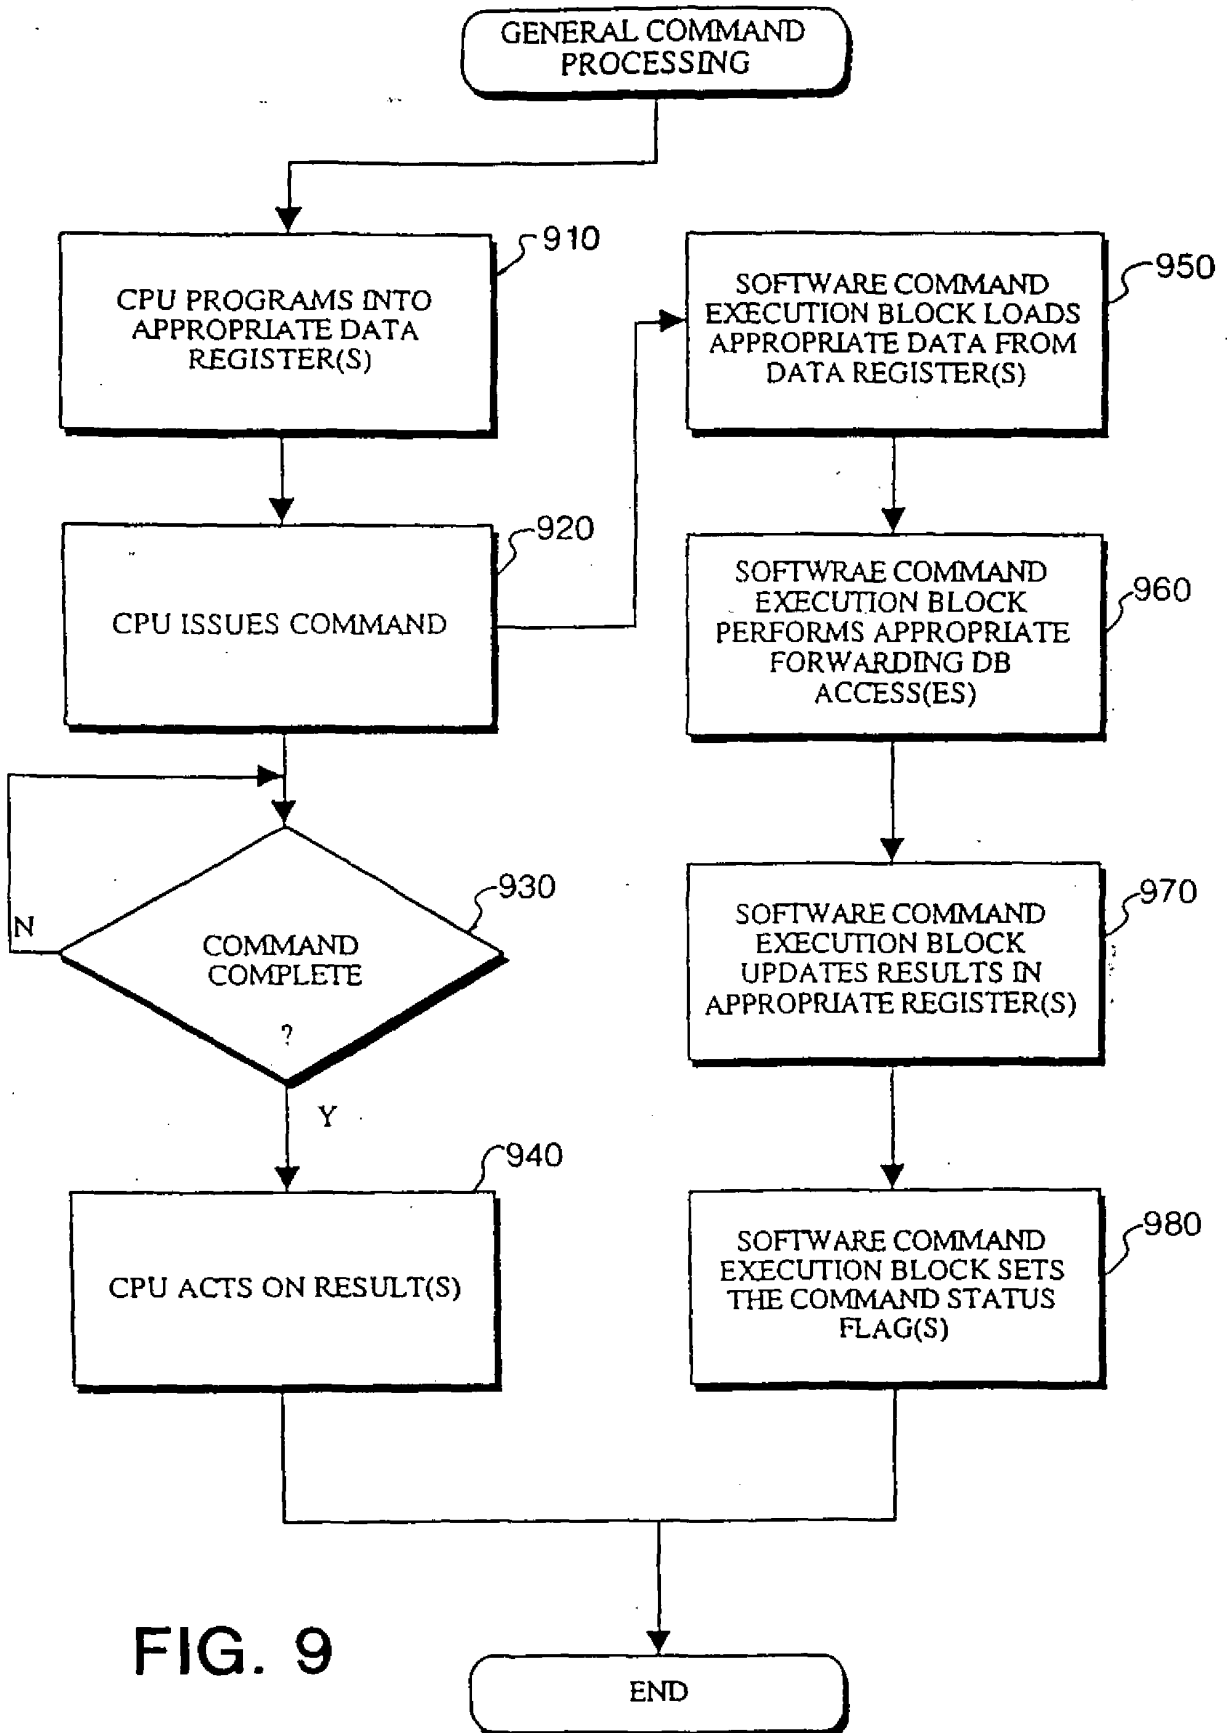 GENERAL COMMAND
PROCESSING
910
CPU PROGRAMS INTO
APPROPRIATE DATA
REGISTER(S)
920
CPU ISSUES COMMAND
930
N
COMMAND
COMPLETE
?
Y
940
CPU ACTS ON RESULT(S)
950
SOFTWARE COMMAND
EXECUTION BLOCK LOADS
APPROPRIATE DATA FROM
DATA REGISTER(S)
960
SOFTWRAE COMMAND
EXECUTION BLOCK
PERFORMS APPROPRIATE
FORWARDING DB
ACCESS(ES)
970
SOFTWARE COMMAND
EXECUTION BLOCK
UPDATES RESULTS IN
APPROPRIATE REGISTER(S)
980
SOFTWARE COMMAND
EXECUTION BLOCK SETS
THE COMMAND STATUS
FLAG(S)
FIG. 9
END